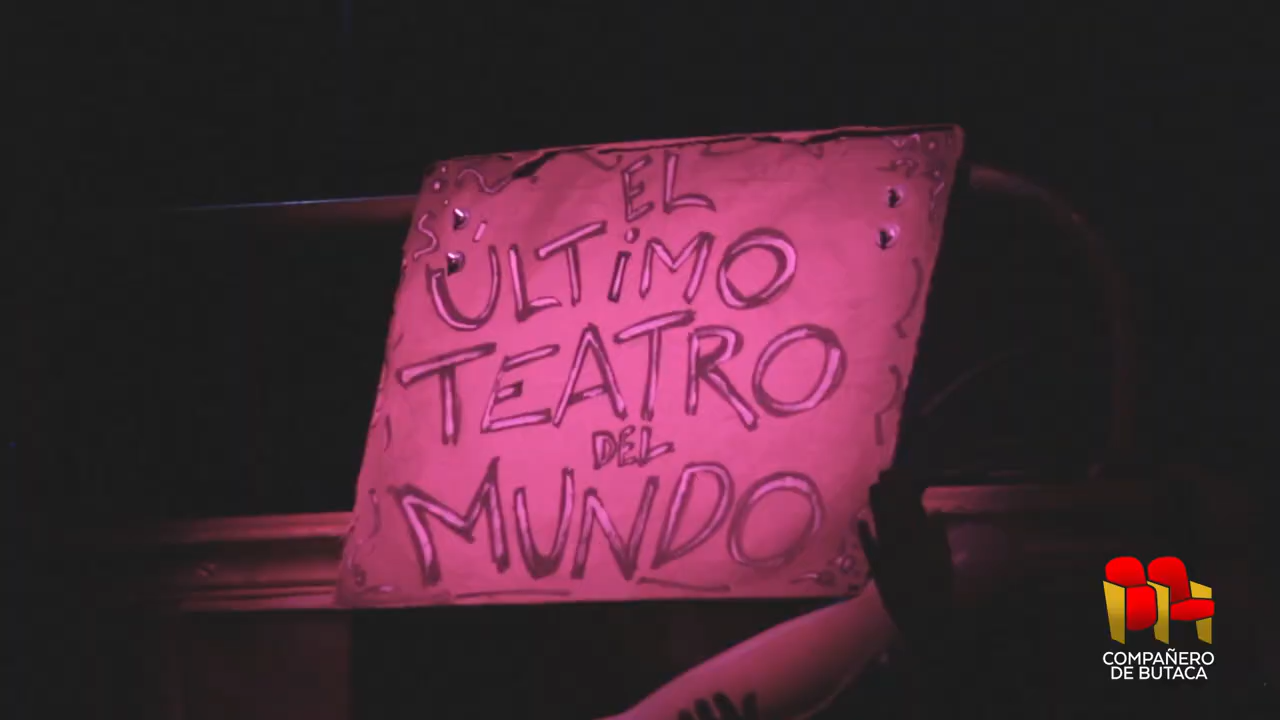 EL
ÚLTiMO
TEATRO
DEL
MUNDO
COMPAÑERO
DE BUTACA